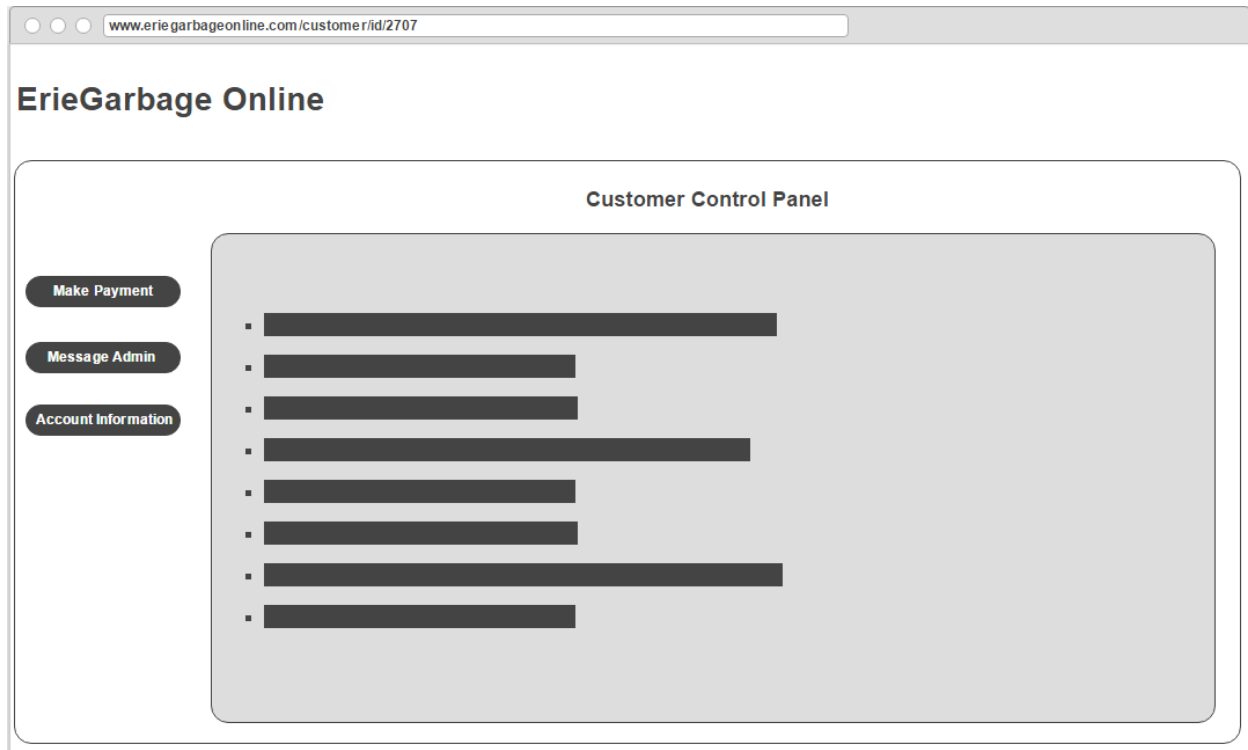 www.eriegarbageonline.com/customer/id/2707
ErieGarbage Online
Customer Control Panel
Make Payment
Message Admin
Account Information